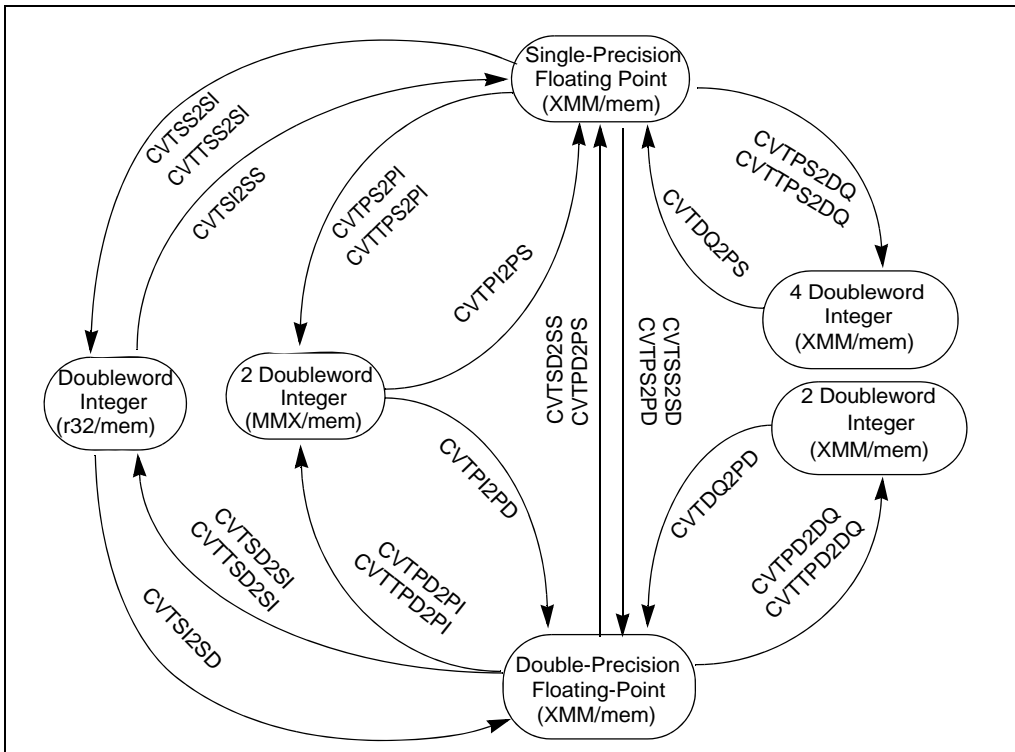 Single-Precision
Floating Point
(XMM/mem)
CVTSS2SI
CVTTSS2SI
CVTSI2SS
CVTPS2PI
CVTTPS2PI
CVTPI2PS
CVTPS2DQ
CVTTPS2DQ
CVTDQ2PS
4 Doubleword
Integer
(XMM/mem)
CVTSD2SS
CVTPD2PS
CVTSS2SD
CVTPS2PD
Doubleword
Integer
(r32/mem)
2 Doubleword
Integer
(MMX/mem)
2 Doubleword
Integer
(XMM/mem)
CVTPI2PD
CVTDQ2PD
CVTSD2SI
CVTTSD2SI
CVTPD2PI
CVTTPD2PI
CVTPD2DQ
CVTTPD2DQ
CVTSI2SD
Double-Precision
Floating-Point
(XMM/mem)